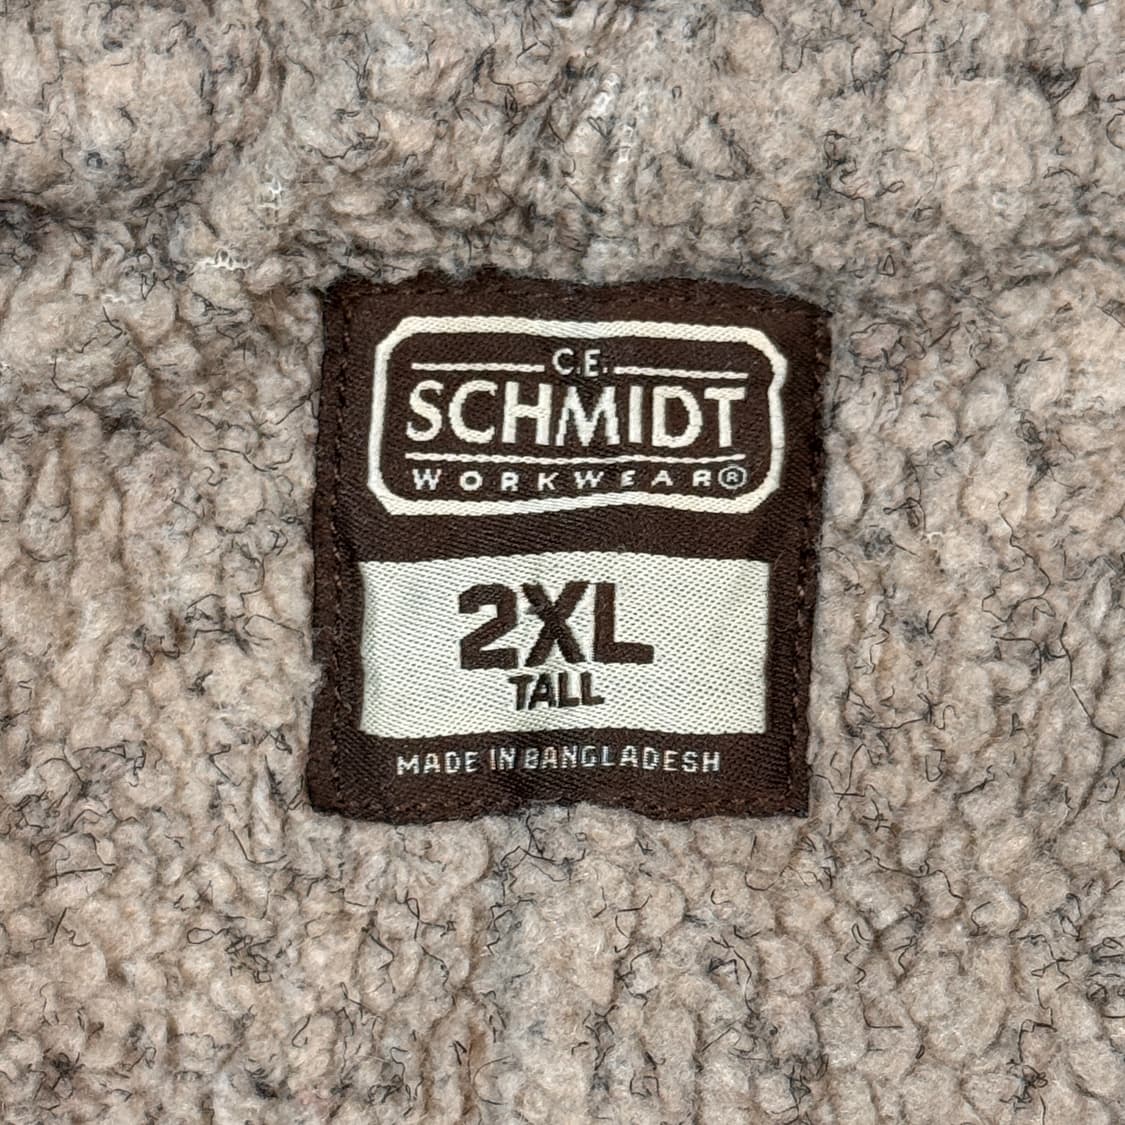 C.E.
SCHMIDT
WORKWEAR®
2XL
TALL
MADE IN BANGLADESH